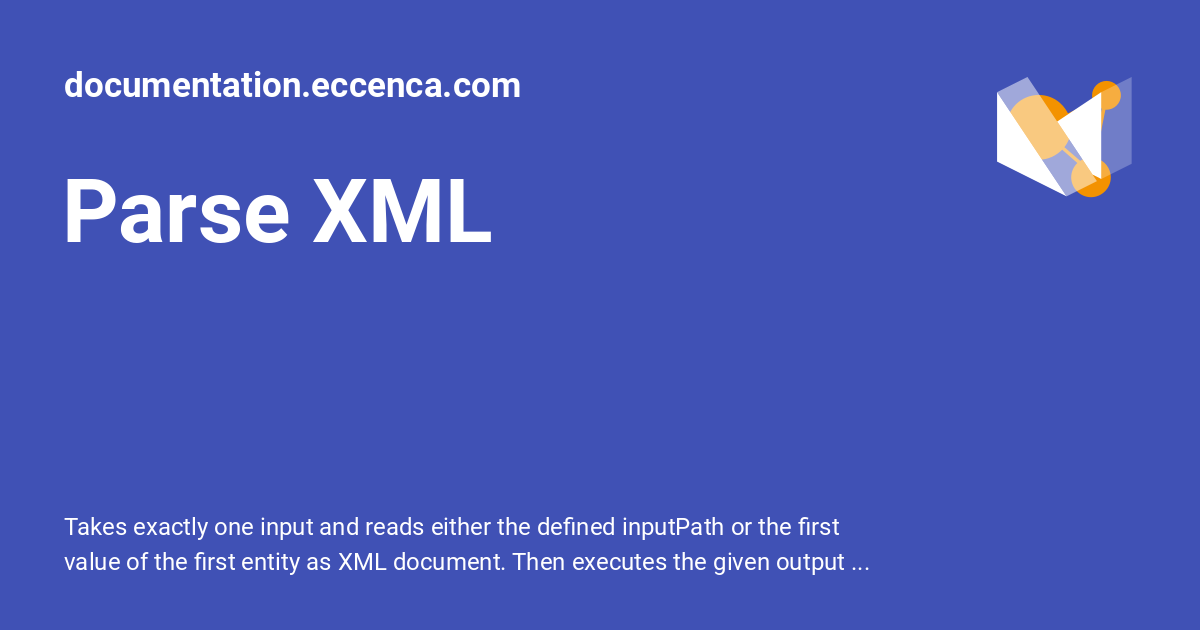 documentation.eccenca.com
Parse XML
Takes exactly one input and reads either the defined inputPath or the first
value of the first entity as XML document. Then executes the given output ...